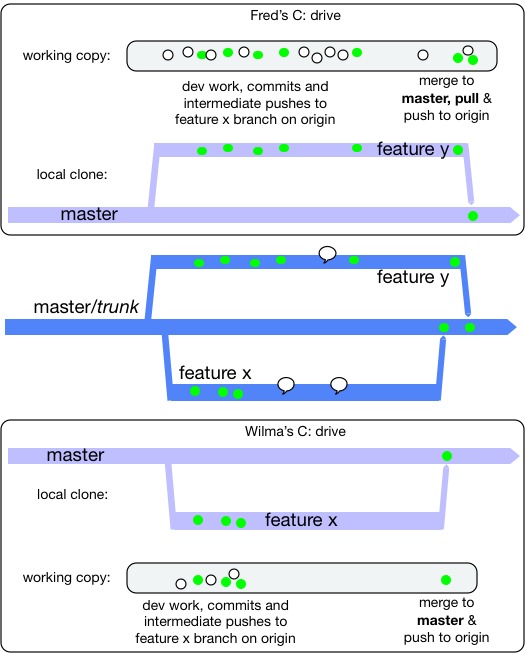 Fred's C: drive
working copy:
dev work, commits and
intermediate pushes to
feature x branch on origin
merge to
master, pull &
push to origin
feature y
local clone:
master
master/trunk
feature y
feature x
Wilma's C: drive
master
local clone:
feature x
working copy:
dev work, commits and
intermediate pushes to
feature x branch on origin
merge to
master &
push to origin